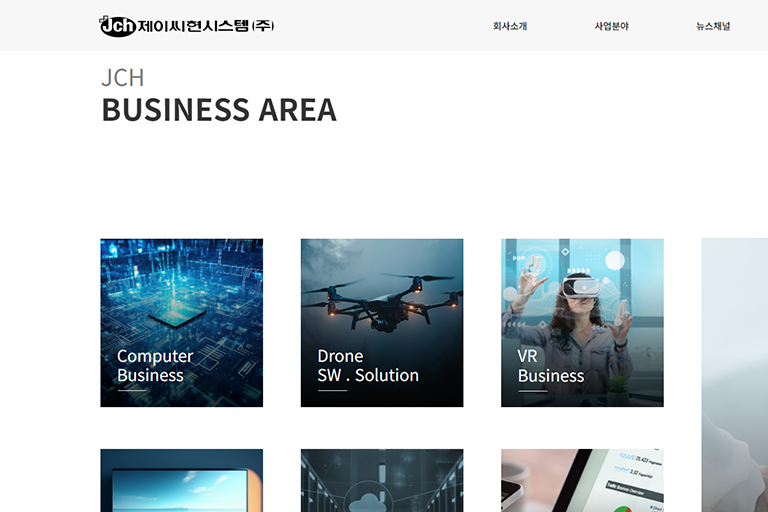 Jch 제이씨현시스템(주)
회사소개 사업분야 뉴스채널
JCH
BUSINESS AREA
Computer
Business
Drone
SW . Solution
VR
Business